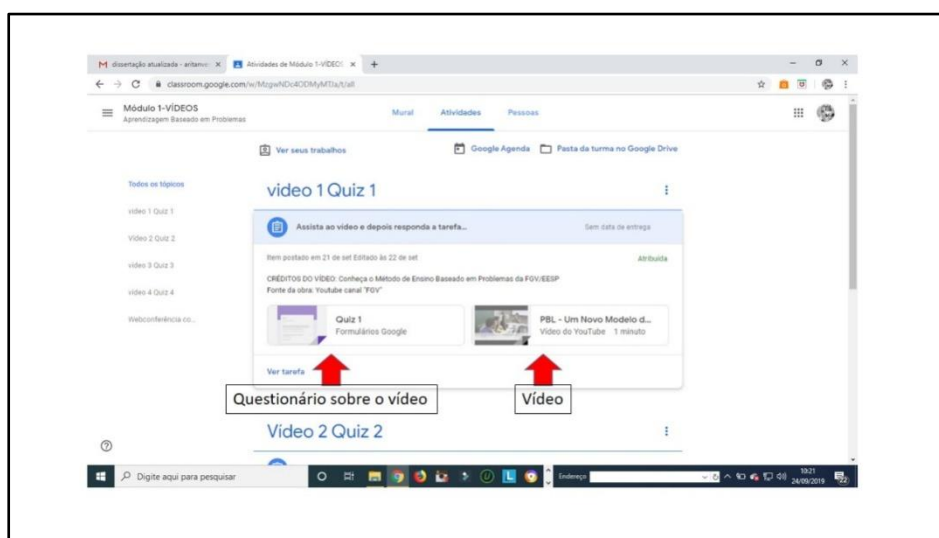 dissertação atualizada - aritanver
Atividades de Módulo 1-VÍDEOS
classroom.google.com/w/MzgwNDc4ODMyMTIa/t/all
Módulo 1-VÍDEOS
Aprendizagem Baseado em Problemas
Mural
Atividades
Pessoas
Ver seus trabalhos
Google Agenda
Pasta da turma no Google Drive
Todos os tópicos
video 1 Quiz 1
Vídeo 2 Quiz 2
video 3 Quiz 3
video 4 Quiz 4
Webconferência co...
video 1 Quiz 1
Assista ao vídeo e depois responda a tarefa...
Sem data de entrega
Item postado em 21 de set Editado às 22 de set
Atribuída
CRÉDITOS DO VÍDEO: Conheça o Método de Ensino Baseado em Problemas da FGV/EESP
Fonte da obra: Youtube canal "FGV"
Quiz 1
Formulários Google
PBL - Um Novo Modelo d...
Vídeo do YouTube 1 minuto
Ver tarefa
Questionário sobre o vídeo
Vídeo
Vídeo 2 Quiz 2
Digite aqui para pesquisar
Endereço
10:21
24/09/2019